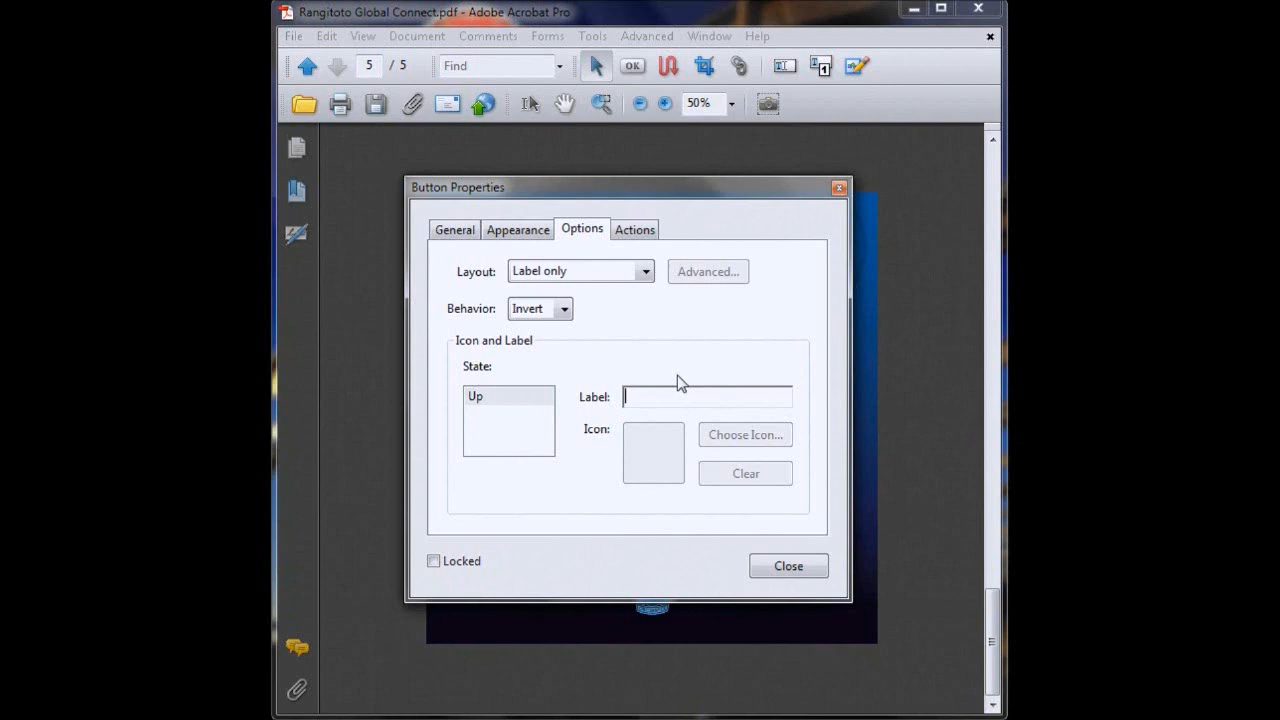 Rangitoto Global Connect.pdf - Adobe Acrobat Pro
File Edit View Document Comments Forms Tools Advanced Window Help
5 / 5 Find OK
50%
Button Properties
General Appearance Options Actions
Layout: Label only Advanced...
Behavior: Invert
Icon and Label
State:
Up Label:
Icon: Choose Icon...
Clear
Locked Close